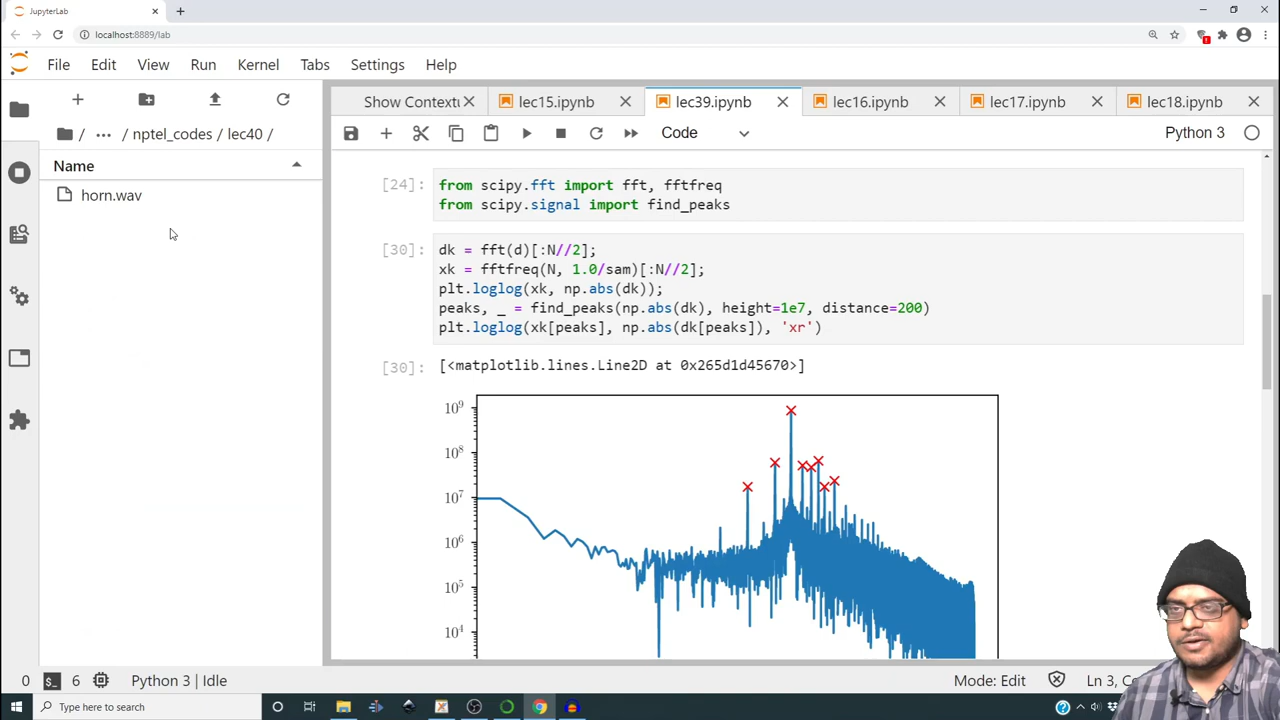 JupyterLab
localhost:8889/lab
File Edit View Run Kernel Tabs Settings Help
Show Contextu lec15.ipynb lec39.ipynb lec16.ipynb lec17.ipynb lec18.ipynb
Code Python 3
/ ... / nptel_codes / lec40 /
Name
horn.wav
[24]: from scipy.fft import fft, fftfreq
from scipy.signal import find_peaks
[30]: dk = fft(d)[:N//2];
xk = fftfreq(N, 1.0/sam)[:N//2];
plt.loglog(xk, np.abs(dk));
peaks, _ = find_peaks(np.abs(dk), height=1e7, distance=200)
plt.loglog(xk[peaks], np.abs(dk[peaks]), 'xr')
[30]: [<matplotlib.lines.Line2D at 0x265d1d45670>]
10⁹
10⁸
10⁷
10⁶
10⁵
10⁴
0 6 Python 3 | Idle Mode: Edit Ln 3, C
Type here to search